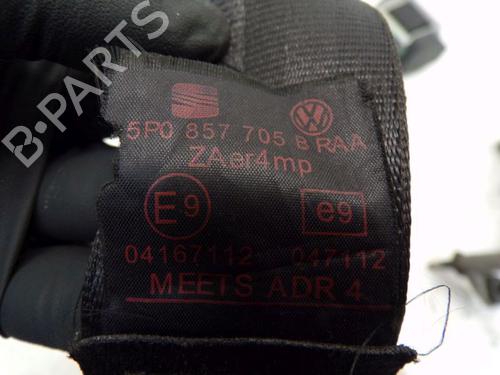 B-PARTS
5P0 857 705 B RAA
ZAer4mp
E9 e9
04167112 047112
MEETS ADR 4